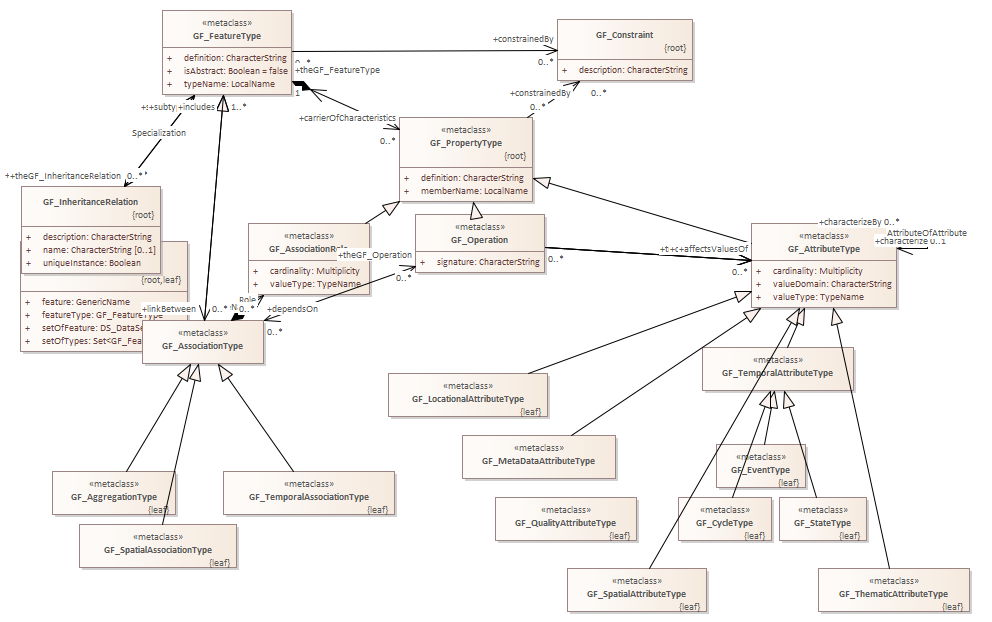 «metaclass»
GF_FeatureType
+ definition: CharacterString
+ isAbstract: Boolean = false
+ typeName: LocalName
+constrainedBy
0..*
GF_Constraint
{root}
+ description: CharacterString
+theGF_FeatureType
1
+constrainedBy
0..*
0..*
+includes
1..*
+carrierOfCharacteristics
0..*
Specialization
«metaclass»
GF_PropertyType
{root}
+ definition: CharacterString
+ memberName: LocalName
+theGF_InheritanceRelation
0..*
GF_InheritanceRelation
{root}
+ description: CharacterString
+ name: CharacterString [0..1]
+ uniqueInstance: Boolean
{root,leaf}
+ feature: GenericName
+ featureType: GF_FeatureType
+ setOfFeature:
+ setOfTypes:
«metaclass»
+ cardinality: Multiplicity
+ valueType: TypeName
+theGF_Operation
0..*
«metaclass»
GF_Operation
+ signature: CharacterString
0..*
+affectsValuesOf
0..*
+characterizeBy 0..*
AttributeOfAttribute
+characterize 0..1
«metaclass»
GF_AttributeType
+ cardinality: Multiplicity
+ valueDomain: CharacterString
+ valueType: TypeName
+linkBetween
0..*
0..*
+dependsOn
0..*
«metaclass»
GF_AssociationType
«metaclass»
GF_TemporalAttributeType
«metaclass»
GF_LocationalAttributeType
{leaf}
«metaclass»
GF_MetaDataAttributeType
«metaclass»
GF_EventType
{leaf}
«metaclass»
GF_AggregationType
{leaf}
«metaclass»
GF_TemporalAssociationType
{leaf}
«metaclass»
GF_QualityAttributeType
{leaf}
«metaclass»
GF_CycleType
{leaf}
«metaclass»
GF_StateType
{leaf}
«metaclass»
GF_SpatialAssociationType
{leaf}
«metaclass»
GF_SpatialAttributeType
{leaf}
«metaclass»
GF_ThematicAttributeType
{leaf}